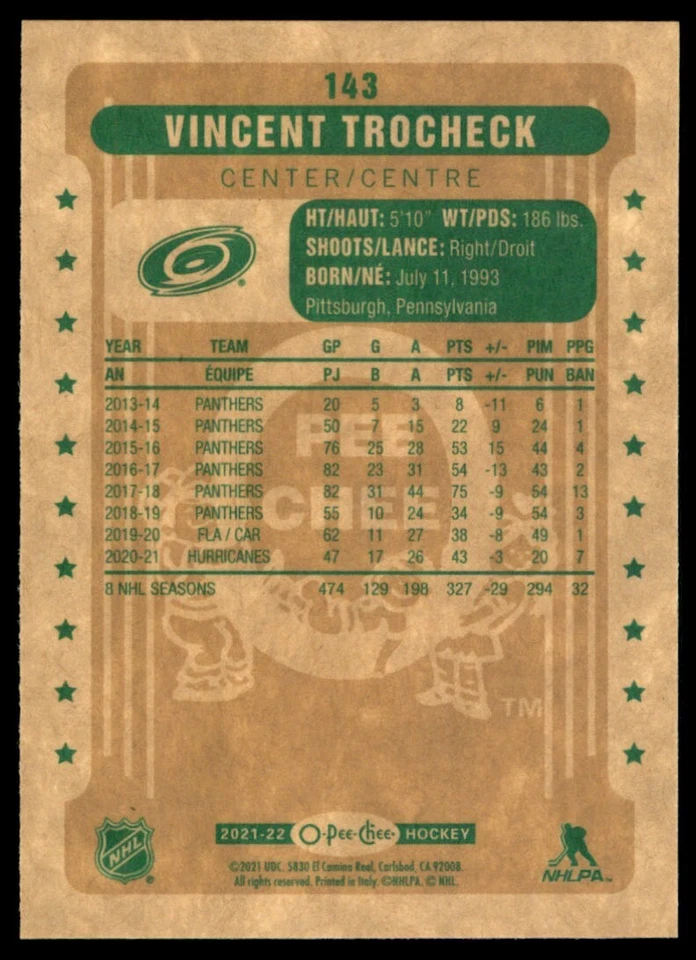 143
VINCENT TROCHECK
CENTER/CENTRE
HT/HAUT: 5'10" WT/PDS: 186 lbs.
SHOOTS/LANCE: Right/Droit
BORN/NÉ: July 11, 1993
Pittsburgh, Pennsylvania
YEAR TEAM GP G A PTS +/- PIM PPG
AN ÉQUIPE PJ B A PTS +/- PUN BAN
2013-14 PANTHERS 20 5 3 8 -11 6 1
2014-15 PANTHERS 50 7 15 22 9 24 1
2015-16 PANTHERS 76 25 28 53 15 44 4
2016-17 PANTHERS 82 23 31 54 -13 43 2
2017-18 PANTHERS 82 31 44 75 -9 54 13
2018-19 PANTHERS 55 10 24 34 -9 54 3
2019-20 FLA / CAR 62 11 27 38 -8 49 1
2020-21 HURRICANES 47 17 26 43 -3 20 7
8 NHL SEASONS 474 129 198 327 -29 294 32
PEE
CHEE
TM
NHL
®
2021-22 O-Pee-Chee HOCKEY
©2021 UDC. 5830 El Camino Real, Carlsbad, CA 92008.
All rights reserved. Printed in Italy. ©NHLPA. © NHL.
NHLPA™